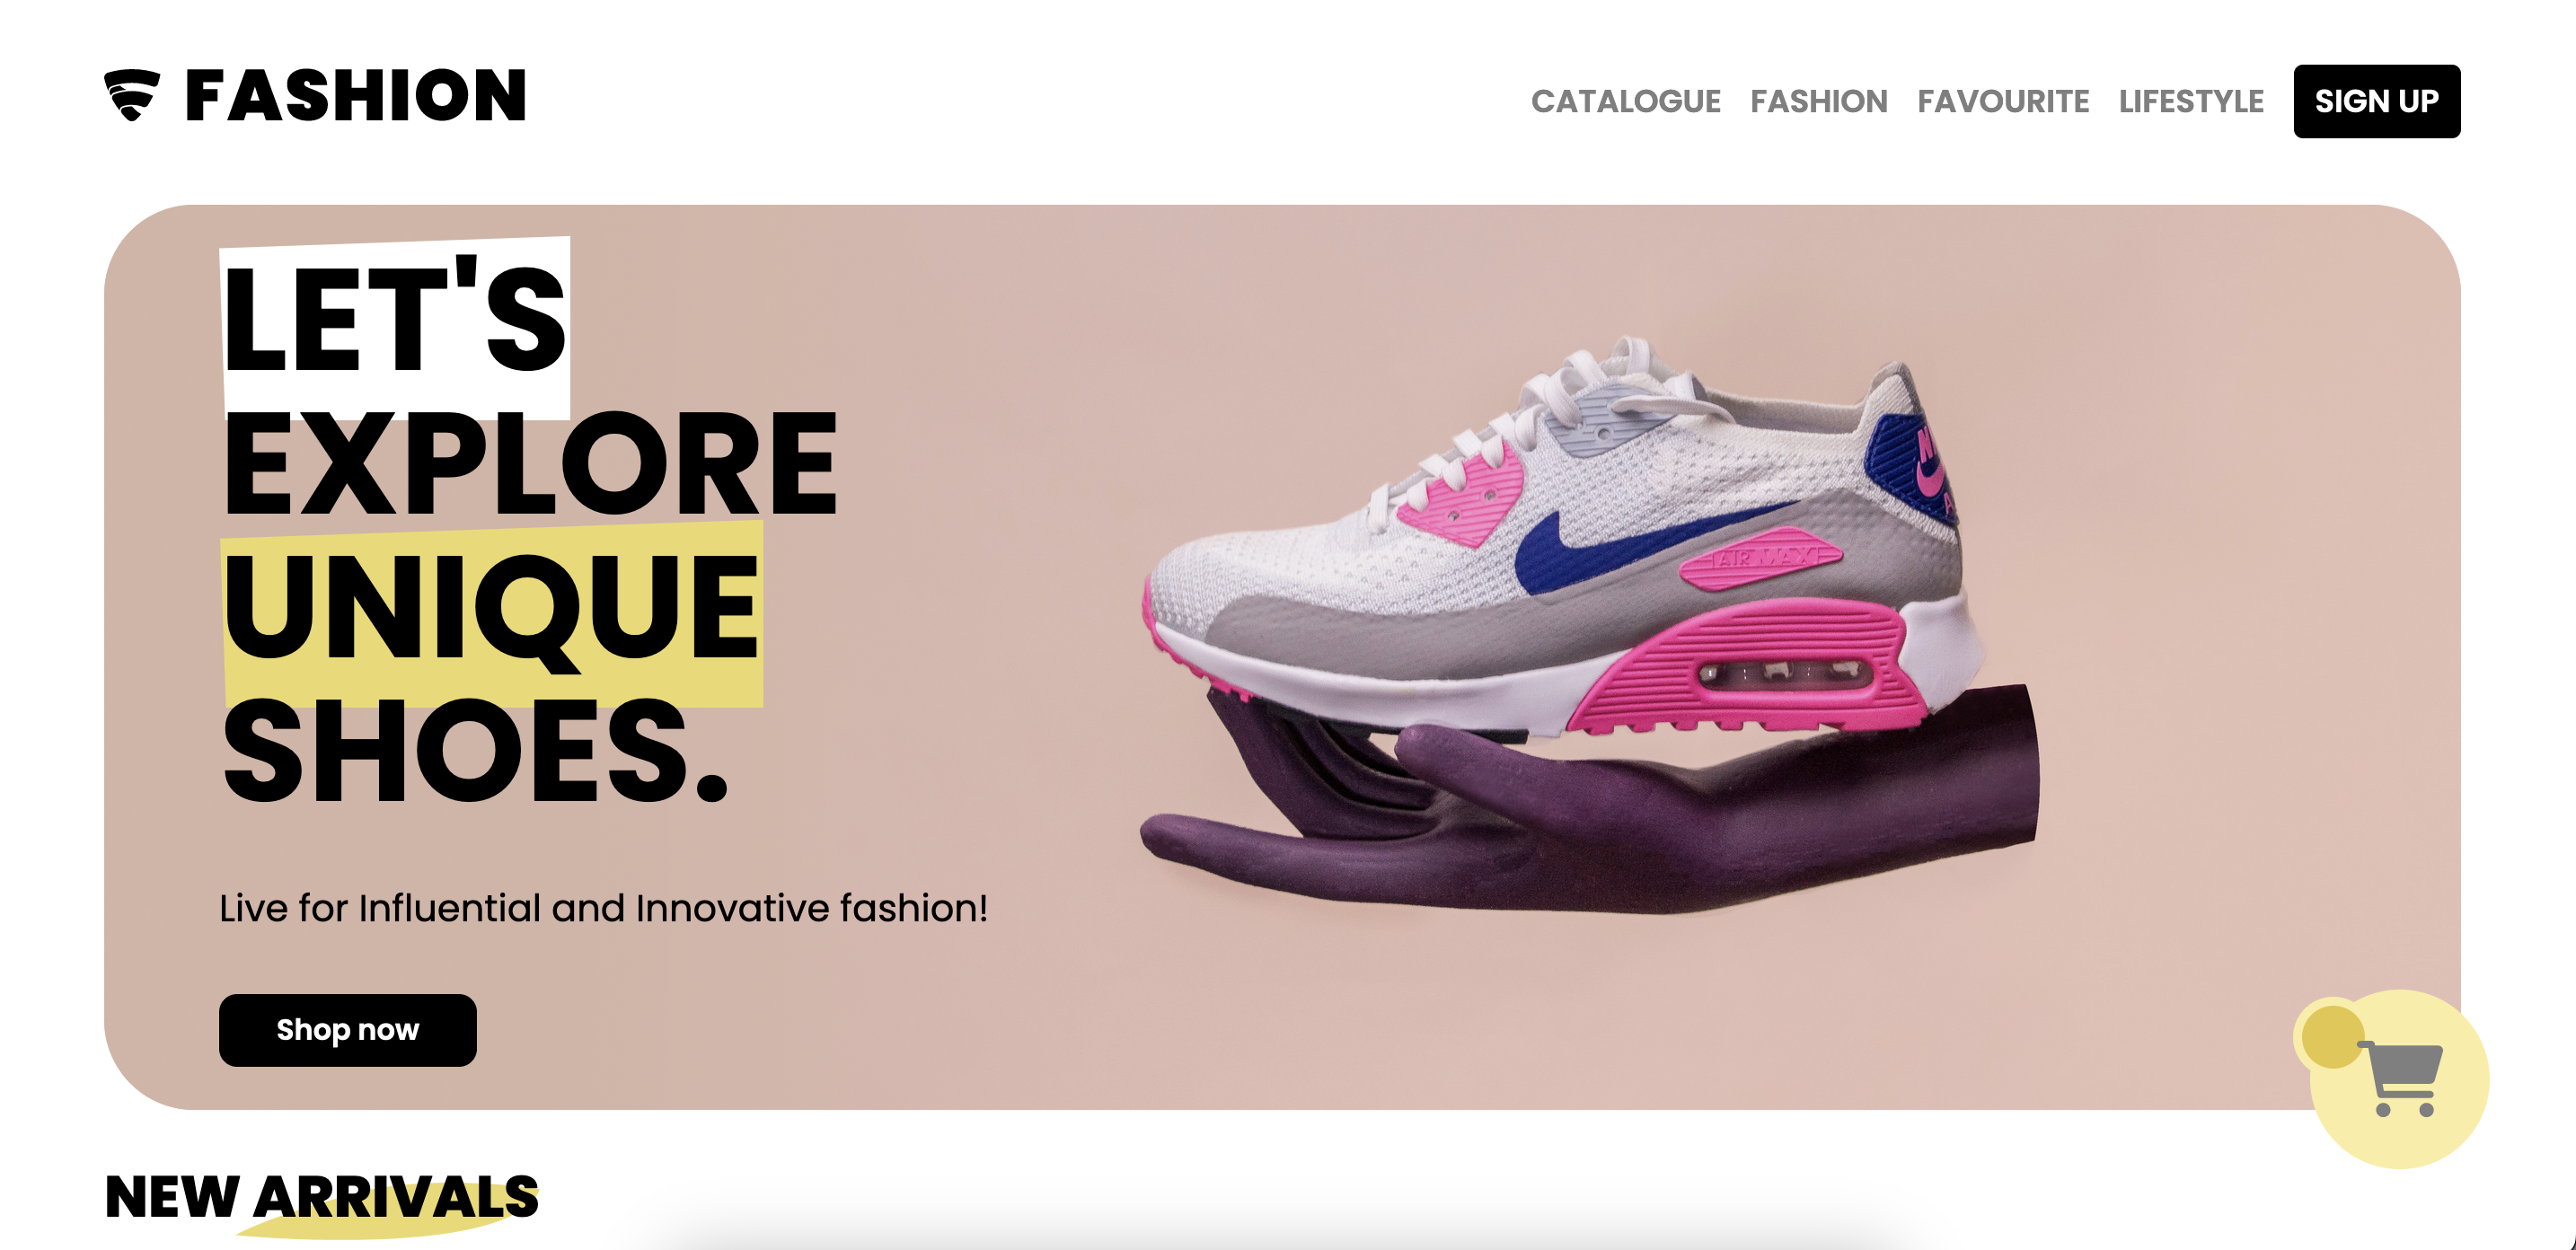 FASHION
CATALOGUE FASHION FAVOURITE LIFESTYLE SIGN UP
LET'S
EXPLORE
UNIQUE
SHOES.
AIR MAX
Live for Influential and Innovative fashion!
Shop now
NEW ARRIVALS